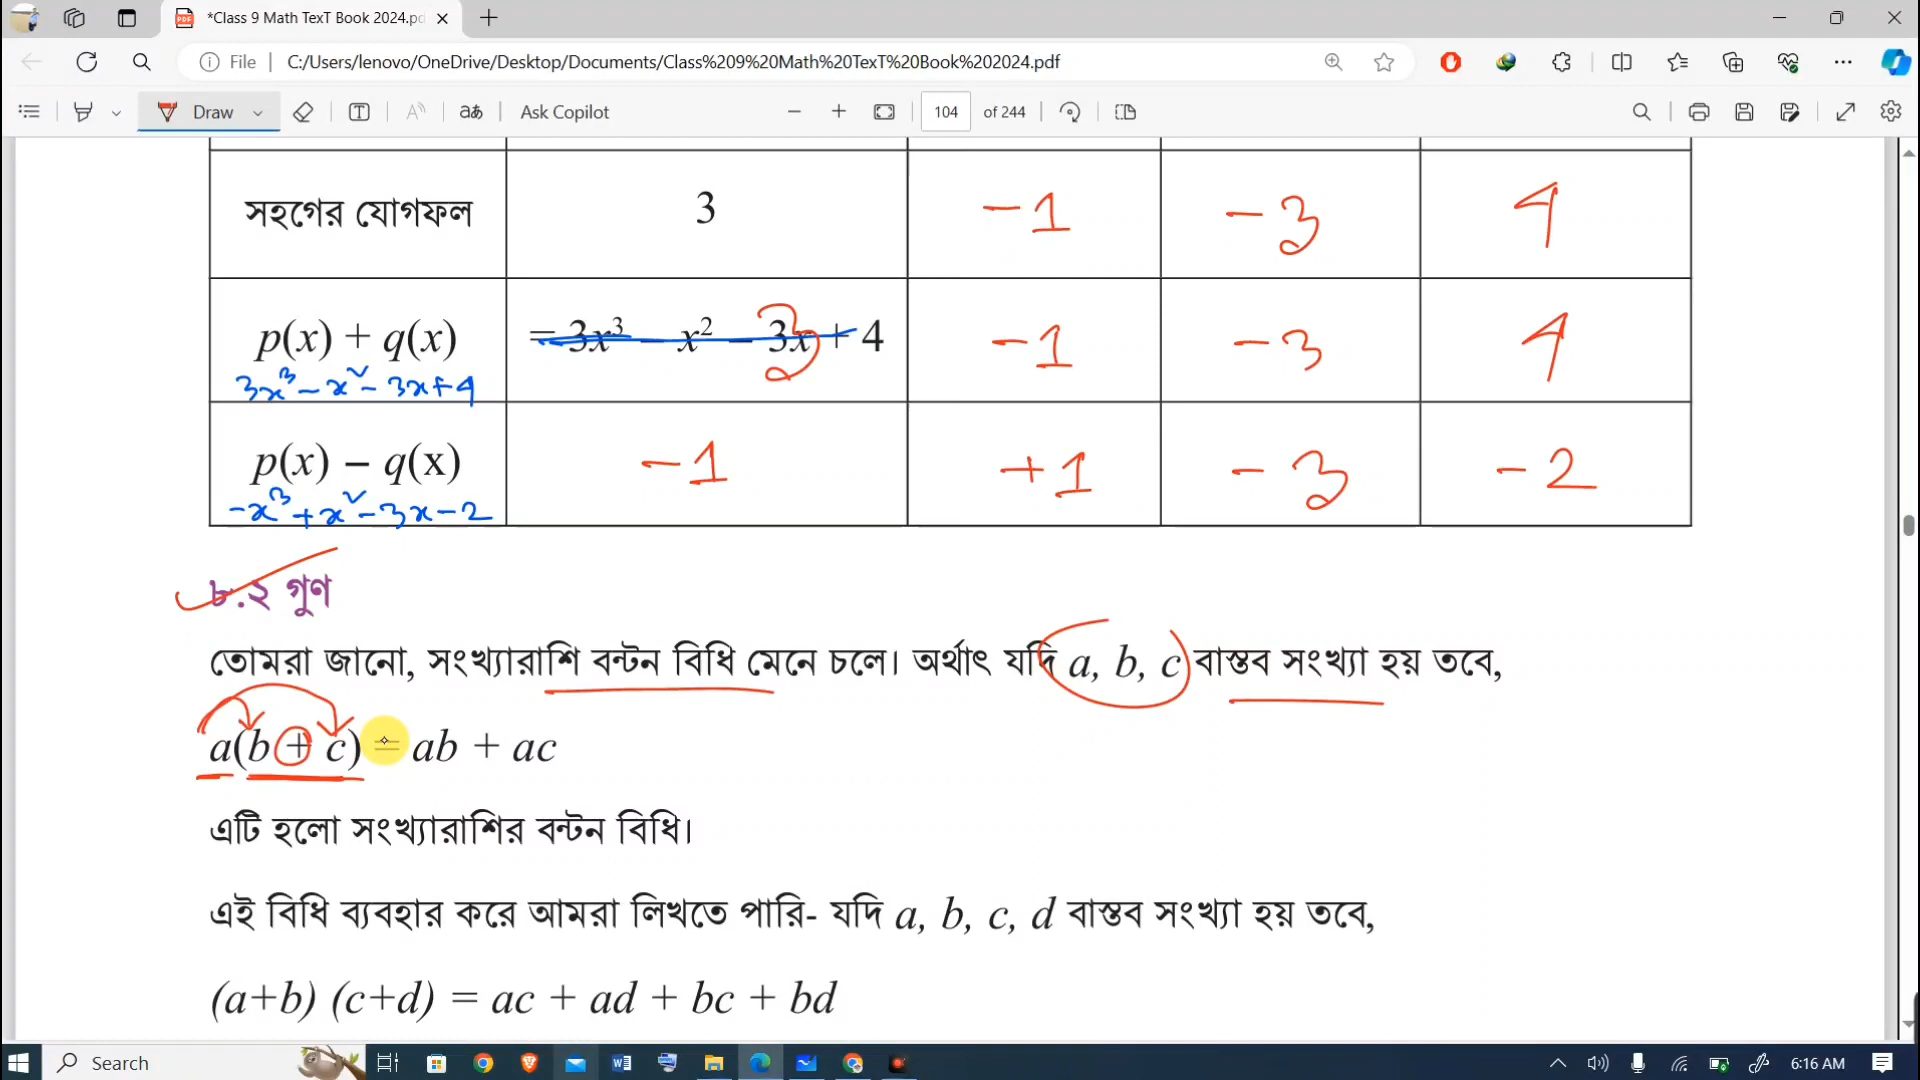 *Class 9 Math TexT Book 2024.pd
File C:/Users/lenovo/OneDrive/Desktop/Documents/Class%209%20Math%20TexT%20Book%202024.pdf
Draw Ask Copilot 104 of 244
সহগের যোগফল 3 -1 -3 4
p(x) + q(x) = 3x³ - x² - 3x + 4 3 -1 -3 4
3x³ - x² - 3x + 4
p(x) – q(x) -1 +1 -3 -2
-x³ + x² - 3x - 2
৮.২ গুণ
তোমরা জানো, সংখ্যারাশি বন্টন বিধি মেনে চলে। অর্থাৎ যদি a, b, c বাস্তব সংখ্যা হয় তবে,
a(b + c) = ab + ac
এটি হলো সংখ্যারাশির বন্টন বিধি।
এই বিধি ব্যবহার করে আমরা লিখতে পারি- যদি a, b, c, d বাস্তব সংখ্যা হয় তবে,
(a+b) (c+d) = ac + ad + bc + bd
Search 6:16 AM